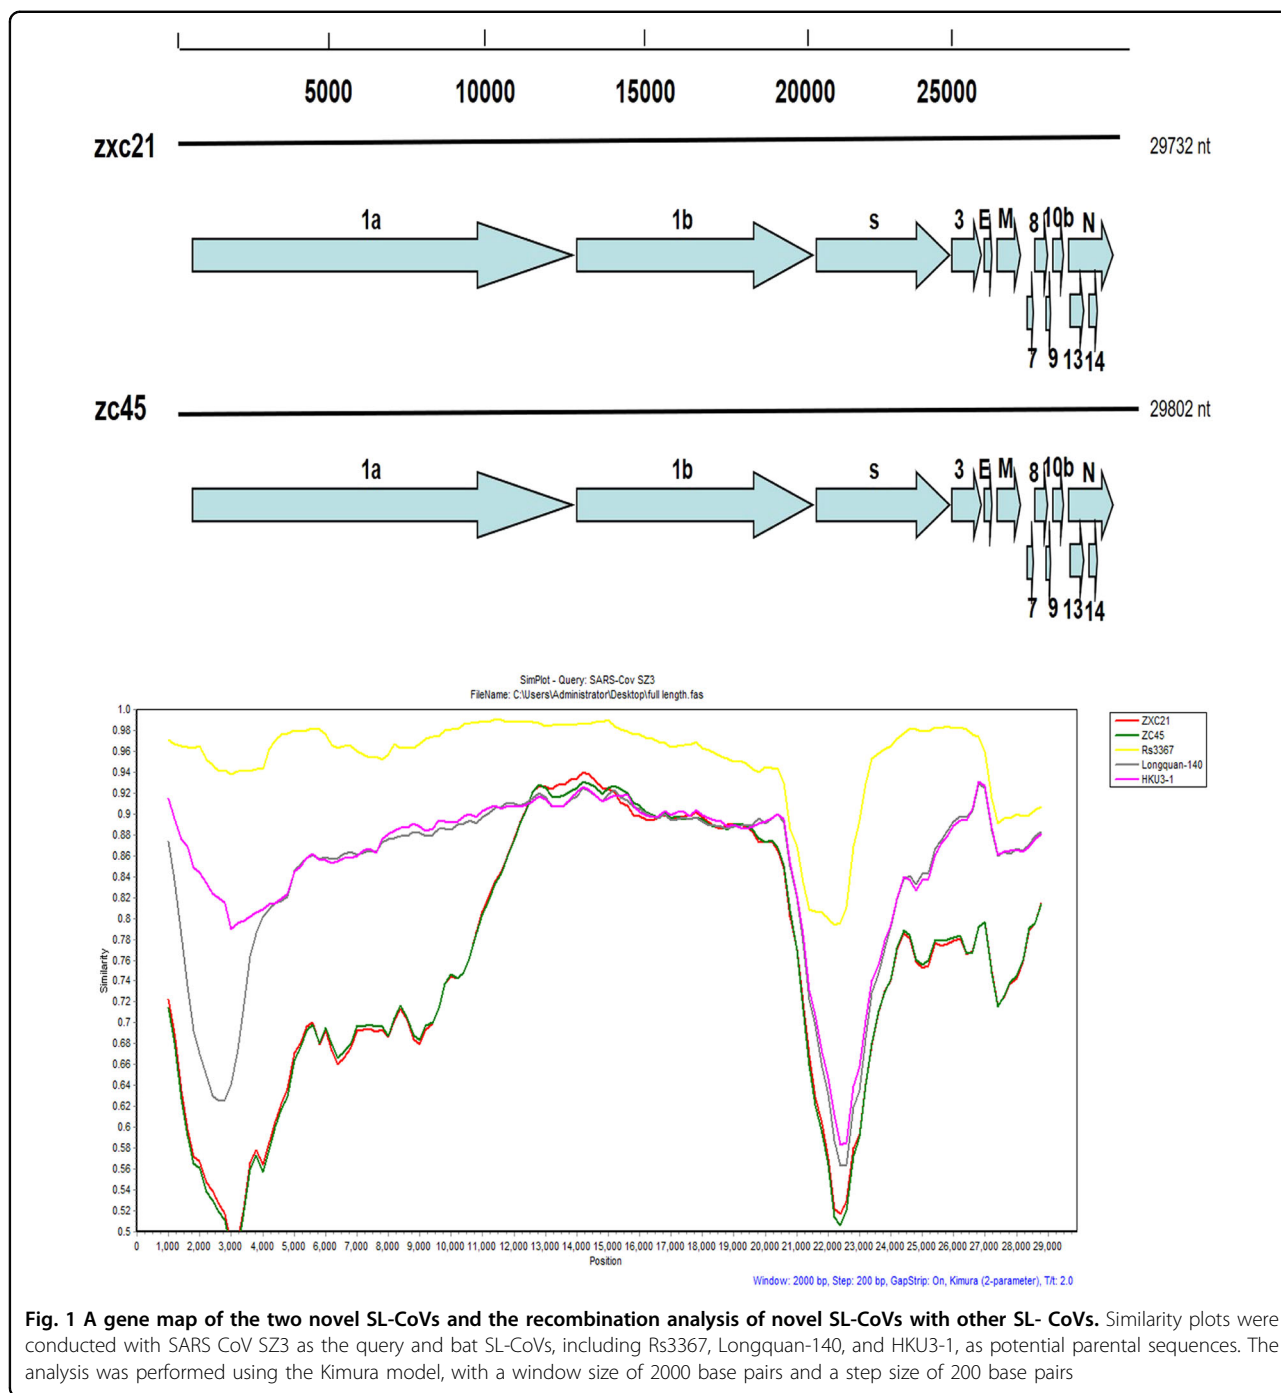 5000 10000 15000 20000 25000
zxc21
29732 nt
1a 1b s 3 E M 8 10b N
7 9 13 14
zc45
29802 nt
1a 1b s 3 E M 8 10b N
7 9 13 14
SimPlot - Query: SARS-Cov SZ3
FileName: C:\Users\Administrator\Desktop\full length.fas
ZXC21
ZC45
Rs3367
Longquan-140
HKU3-1
1.0
0.98
0.96
0.94
0.92
0.9
0.88
0.86
0.84
0.82
0.8
0.78
0.76
0.74
0.72
0.7
0.68
0.66
0.64
0.62
0.6
0.58
0.56
0.54
0.52
0.5
Similarity
0 1,000 2,000 3,000 4,000 5,000 6,000 7,000 8,000 9,000 10,000 11,000 12,000 13,000 14,000 15,000 16,000 17,000 18,000 19,000 20,000 21,000 22,000 23,000 24,000 25,000 26,000 27,000 28,000 29,000
Position
Window: 2000 bp, Step: 200 bp, GapStrip: On, Kimura (2-parameter), T/t: 2.0
Fig. 1 A gene map of the two novel SL-CoVs and the recombination analysis of novel SL-CoVs with other SL- CoVs. Similarity plots were
conducted with SARS CoV SZ3 as the query and bat SL-CoVs, including Rs3367, Longquan-140, and HKU3-1, as potential parental sequences. The
analysis was performed using the Kimura model, with a window size of 2000 base pairs and a step size of 200 base pairs